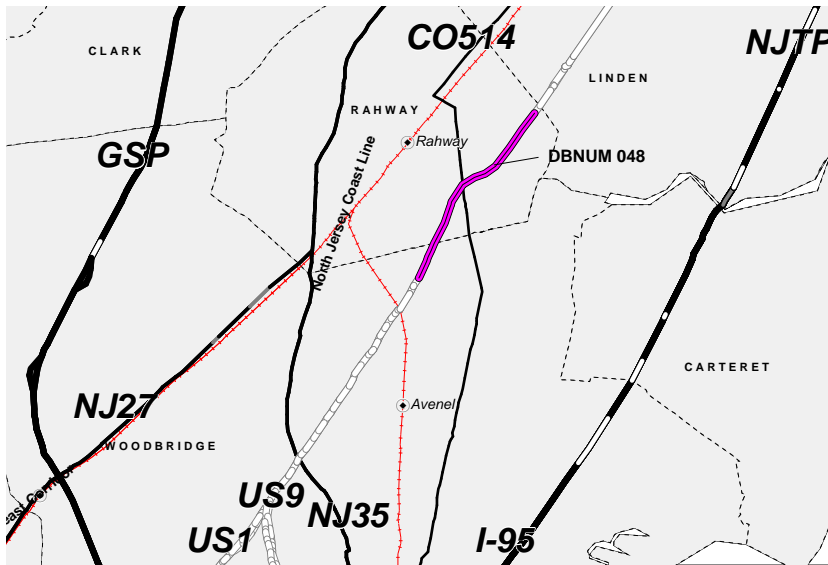 CO514
NJTP
CLARK
LINDEN
RAHWAY
Rahway
GSP
DBNUM 048
North Jersey Coast Line
CARTERET
NJ27
Avenel
WOODBRIDGE
US9
NJ35
US1
I-95